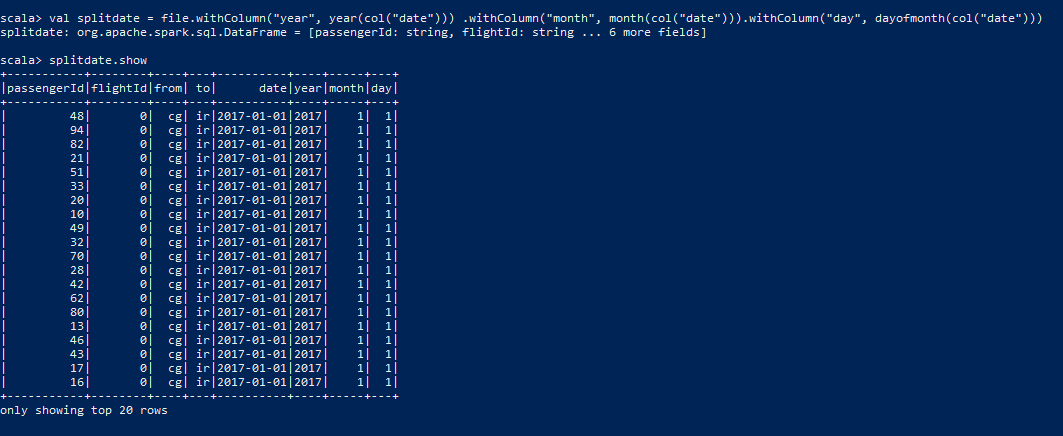 scala> val splitdate = file.withColumn("year", year(col("date"))) .withColumn("month", month(col("date"))).withColumn("day", dayofmonth(col("date")))
splitdate: org.apache.spark.sql.DataFrame = [passengerId: string, flightId: string ... 6 more fields]
scala> splitdate.show
+-----------+--------+----+---+----------+----+-----+---+
|passengerId|flightId|from| to|      date|year|month|day|
+-----------+--------+----+---+----------+----+-----+---+
|         48|       0|  cg| ir|2017-01-01|2017|    1|  1|
|         94|       0|  cg| ir|2017-01-01|2017|    1|  1|
|         82|       0|  cg| ir|2017-01-01|2017|    1|  1|
|         21|       0|  cg| ir|2017-01-01|2017|    1|  1|
|         51|       0|  cg| ir|2017-01-01|2017|    1|  1|
|         33|       0|  cg| ir|2017-01-01|2017|    1|  1|
|         20|       0|  cg| ir|2017-01-01|2017|    1|  1|
|         10|       0|  cg| ir|2017-01-01|2017|    1|  1|
|         49|       0|  cg| ir|2017-01-01|2017|    1|  1|
|         32|       0|  cg| ir|2017-01-01|2017|    1|  1|
|         70|       0|  cg| ir|2017-01-01|2017|    1|  1|
|         28|       0|  cg| ir|2017-01-01|2017|    1|  1|
|         42|       0|  cg| ir|2017-01-01|2017|    1|  1|
|         62|       0|  cg| ir|2017-01-01|2017|    1|  1|
|         80|       0|  cg| ir|2017-01-01|2017|    1|  1|
|         13|       0|  cg| ir|2017-01-01|2017|    1|  1|
|         46|       0|  cg| ir|2017-01-01|2017|    1|  1|
|         43|       0|  cg| ir|2017-01-01|2017|    1|  1|
|         17|       0|  cg| ir|2017-01-01|2017|    1|  1|
|         16|       0|  cg| ir|2017-01-01|2017|    1|  1|
+-----------+--------+----+---+----------+----+-----+---+
only showing top 20 rows